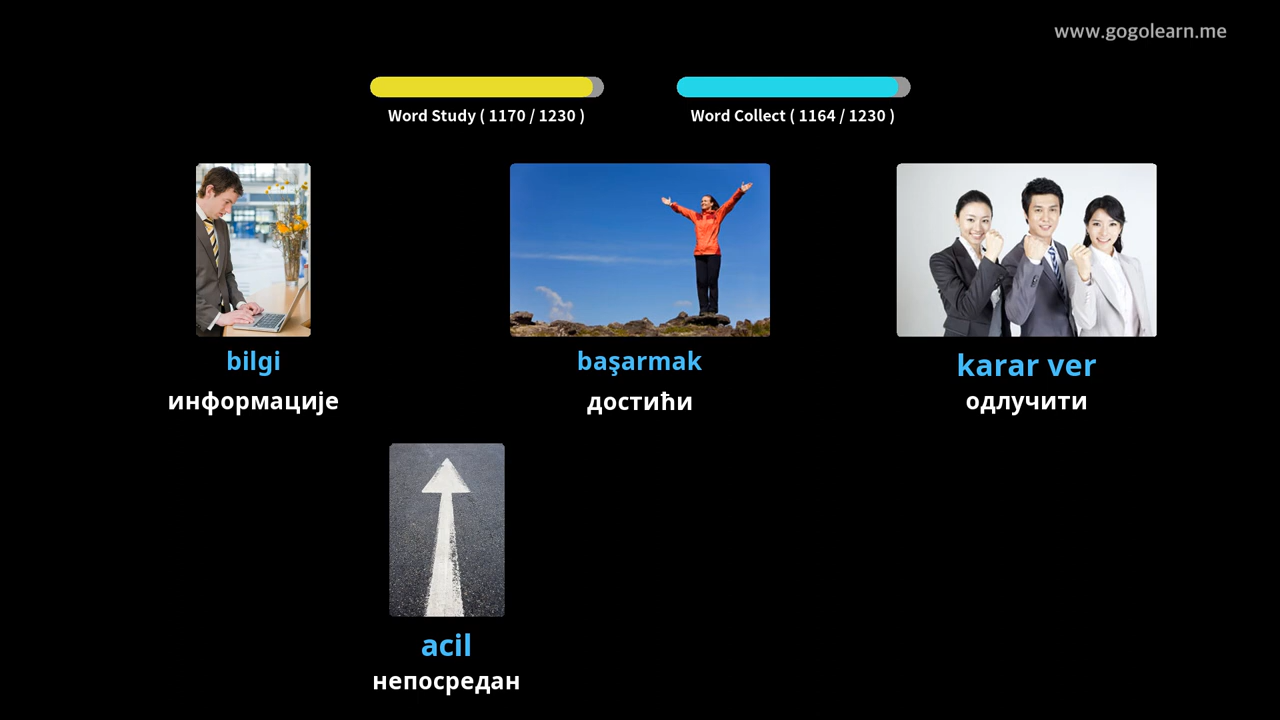 www.gogolearn.me
Word Study ( 1170 / 1230 )
Word Collect ( 1164 / 1230 )
bilgi
информације
başarmak
достићи
karar ver
одлучити
acil
непосредан